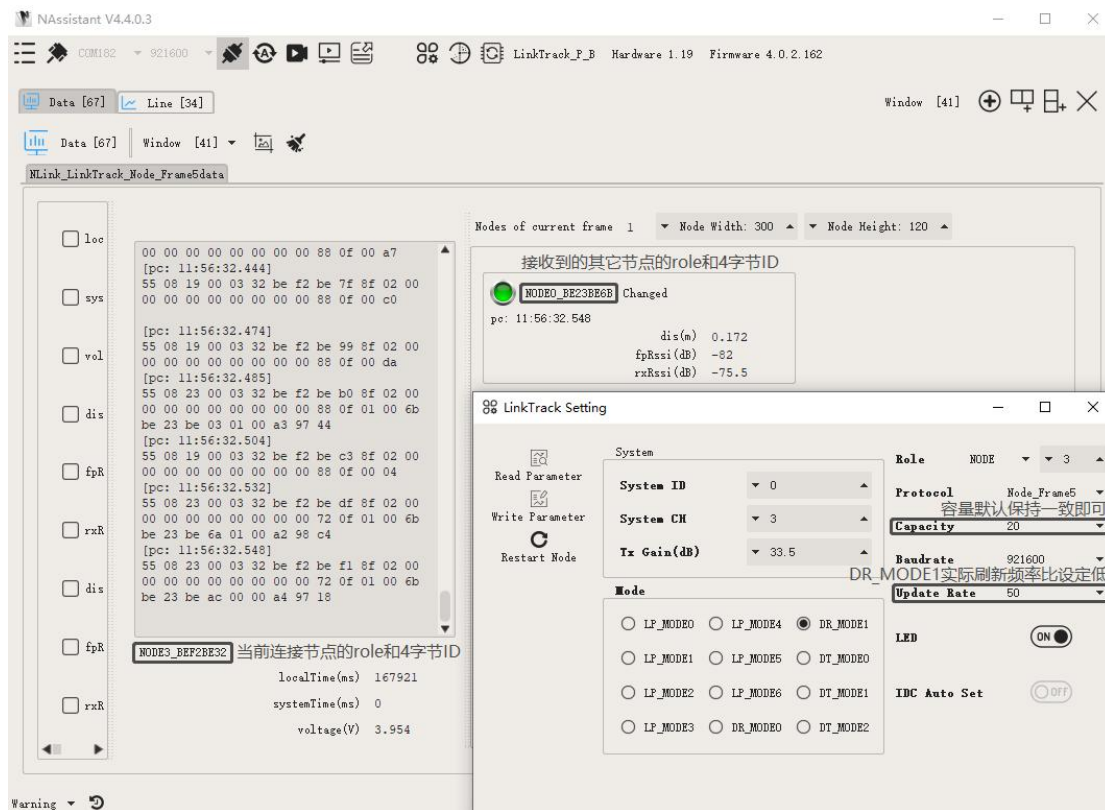 NAssistant V4.4.0.3
COM182 921600 LinkTrack_P_B Hardware 1.19 Firmware 4.0.2.162
Data [67] Line [34] Window [41]
Data [67] Window [41]
NLink_LinkTrack_Node_Frame5data
loc
sys
vol
dis
fpR
rxR
dis
fpR
rxR
00 00 00 00 00 00 00 00 88 0f 00 a7
[pc: 11:56:32.444]
55 08 19 00 03 32 be f2 be 7f 8f 02 00
00 00 00 00 00 00 00 00 88 0f 00 c0
[pc: 11:56:32.474]
55 08 19 00 03 32 be f2 be 99 8f 02 00
00 00 00 00 00 00 00 00 88 0f 00 da
[pc: 11:56:32.485]
55 08 23 00 03 32 be f2 be b0 8f 02 00
00 00 00 00 00 00 00 00 88 0f 01 00 6b
be 23 be 03 01 00 a3 97 44
[pc: 11:56:32.504]
55 08 19 00 03 32 be f2 be c3 8f 02 00
00 00 00 00 00 00 00 00 88 0f 00 04
[pc: 11:56:32.532]
55 08 23 00 03 32 be f2 be df 8f 02 00
00 00 00 00 00 00 00 00 72 0f 01 00 6b
be 23 be 6a 01 00 a2 98 c4
[pc: 11:56:32.548]
55 08 23 00 03 32 be f2 be f1 8f 02 00
00 00 00 00 00 00 00 00 72 0f 01 00 6b
be 23 be ac 00 00 a4 97 18
NODE3_BEF2BE32 当前连接节点的role和4字节ID
localTime(ms) 167921
systemTime(ms) 0
voltage(V) 3.954
Nodes of current frame 1 Node Width: 300 Node Height: 120
接收到的其它节点的role和4字节ID
NODE0_BE23BE6B Changed
pc: 11:56:32.548
dis(m) 0.172
fpRssi(dB) -82
rxRssi(dB) -75.5
LinkTrack Setting
Read Parameter
Write Parameter
Restart Node
System
System ID 0
System CH 3
Tx Gain(dB) 33.5
Mode
LP_MODE0 LP_MODE4 DR_MODE1
LP_MODE1 LP_MODE5 DT_MODE0
LP_MODE2 LP_MODE6 DT_MODE1
LP_MODE3 DR_MODE0 DT_MODE2
Role NODE 3
Protocol Node_Frame5
容量默认保持一致即可
Capacity 20
Baudrate 921600
DR_MODE1实际刷新频率比设定低
Update Rate 50
LED ON
IDC Auto Set OFF
Warning